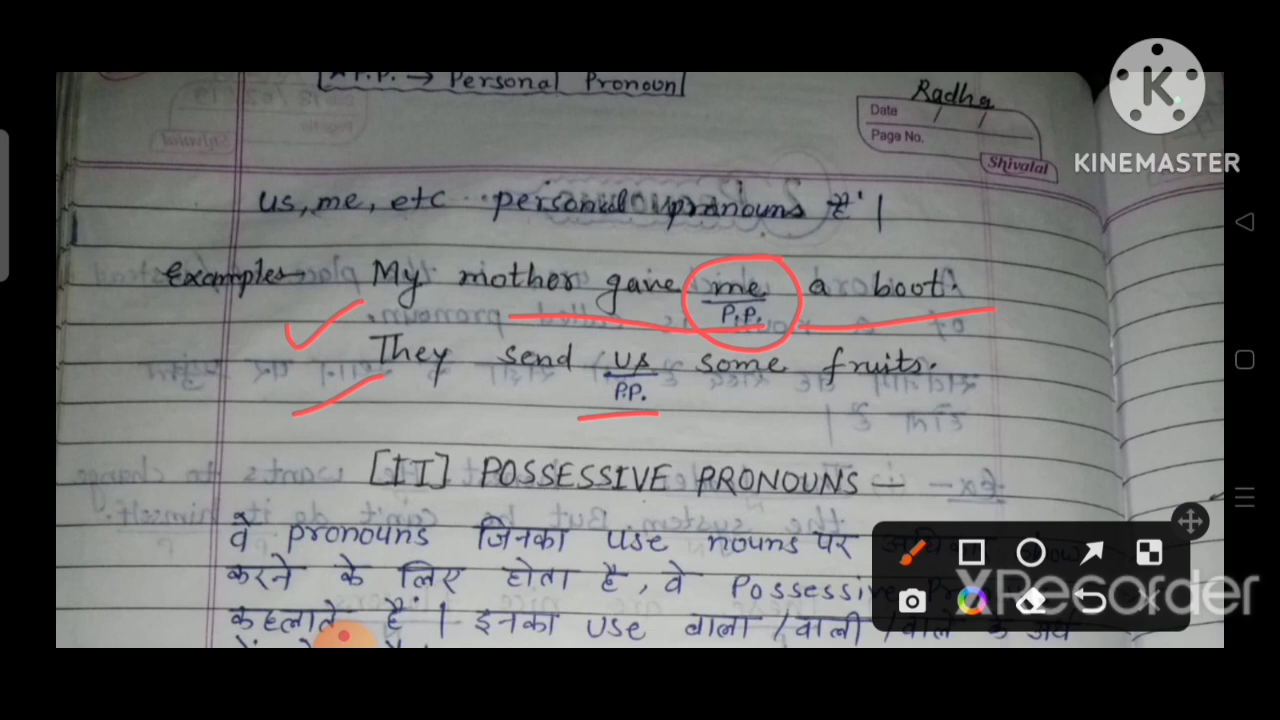 P.P. → Personal Pronoun
Radha
Date
Page No.
Shivalal
KINEMASTER
us, me, etc personal pronouns हैं |
Examples→ My mother gave me a boot.
P.P.
They send us some fruits.
P.P.
[II] POSSESSIVE PRONOUNS
वे pronouns जिनका use nouns पर
करने के लिए होता है, वे Possessive
कहलाते हैं | इनका use वाला / वाली / वाले के अर्थ
XRecorder